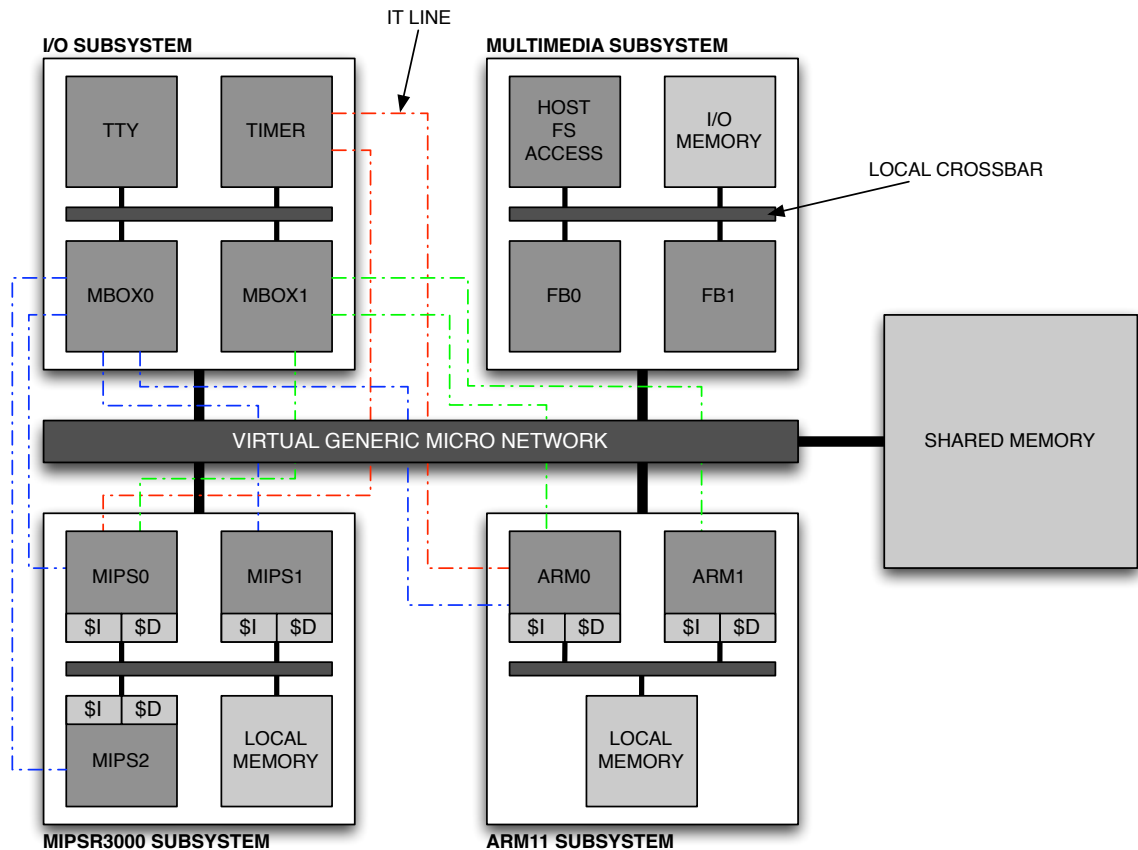 IT LINE
I/O SUBSYSTEM
MULTIMEDIA SUBSYSTEM
TTY
TIMER
HOST
FS
ACCESS
I/O
MEMORY
LOCAL CROSSBAR
MBOX0
MBOX1
FB0
FB1
VIRTUAL GENERIC MICRO NETWORK
SHARED MEMORY
MIPS0
MIPS1
ARM0
ARM1
$I
$D
$I
$D
$I
$D
$I
$D
$I
$D
MIPS2
LOCAL
MEMORY
LOCAL
MEMORY
MIPSR3000 SUBSYSTEM
ARM11 SUBSYSTEM